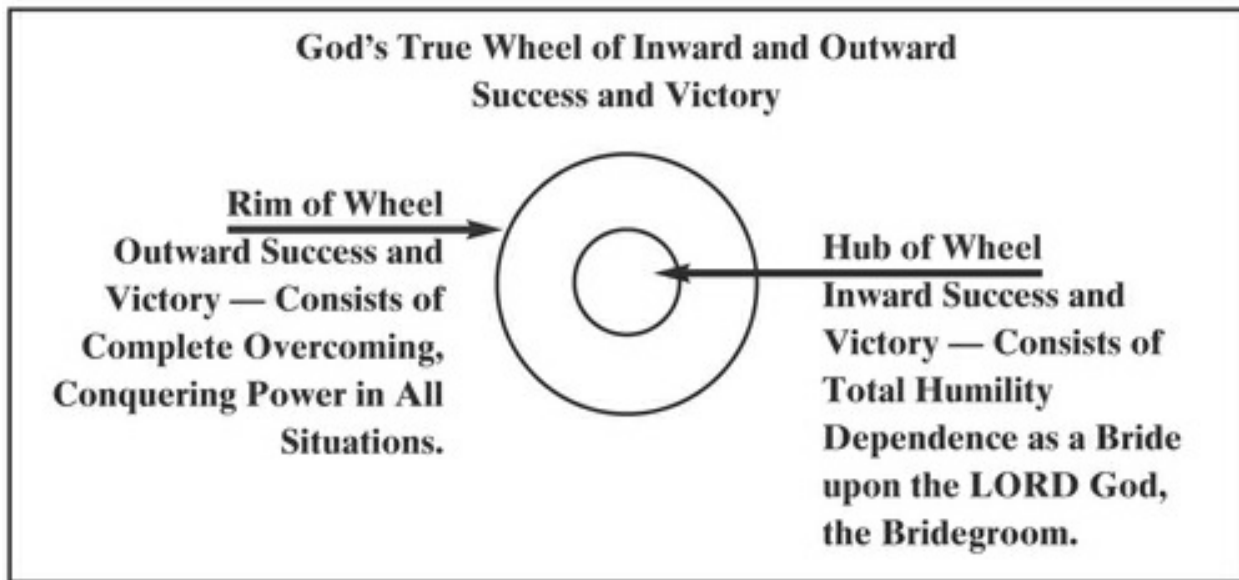 God’s True Wheel of Inward and Outward
Success and Victory
Rim of Wheel
Outward Success and
Victory — Consists of
Complete Overcoming,
Conquering Power in All
Situations.
Hub of Wheel
Inward Success and
Victory — Consists of
Total Humility
Dependence as a Bride
upon the LORD God,
the Bridegroom.